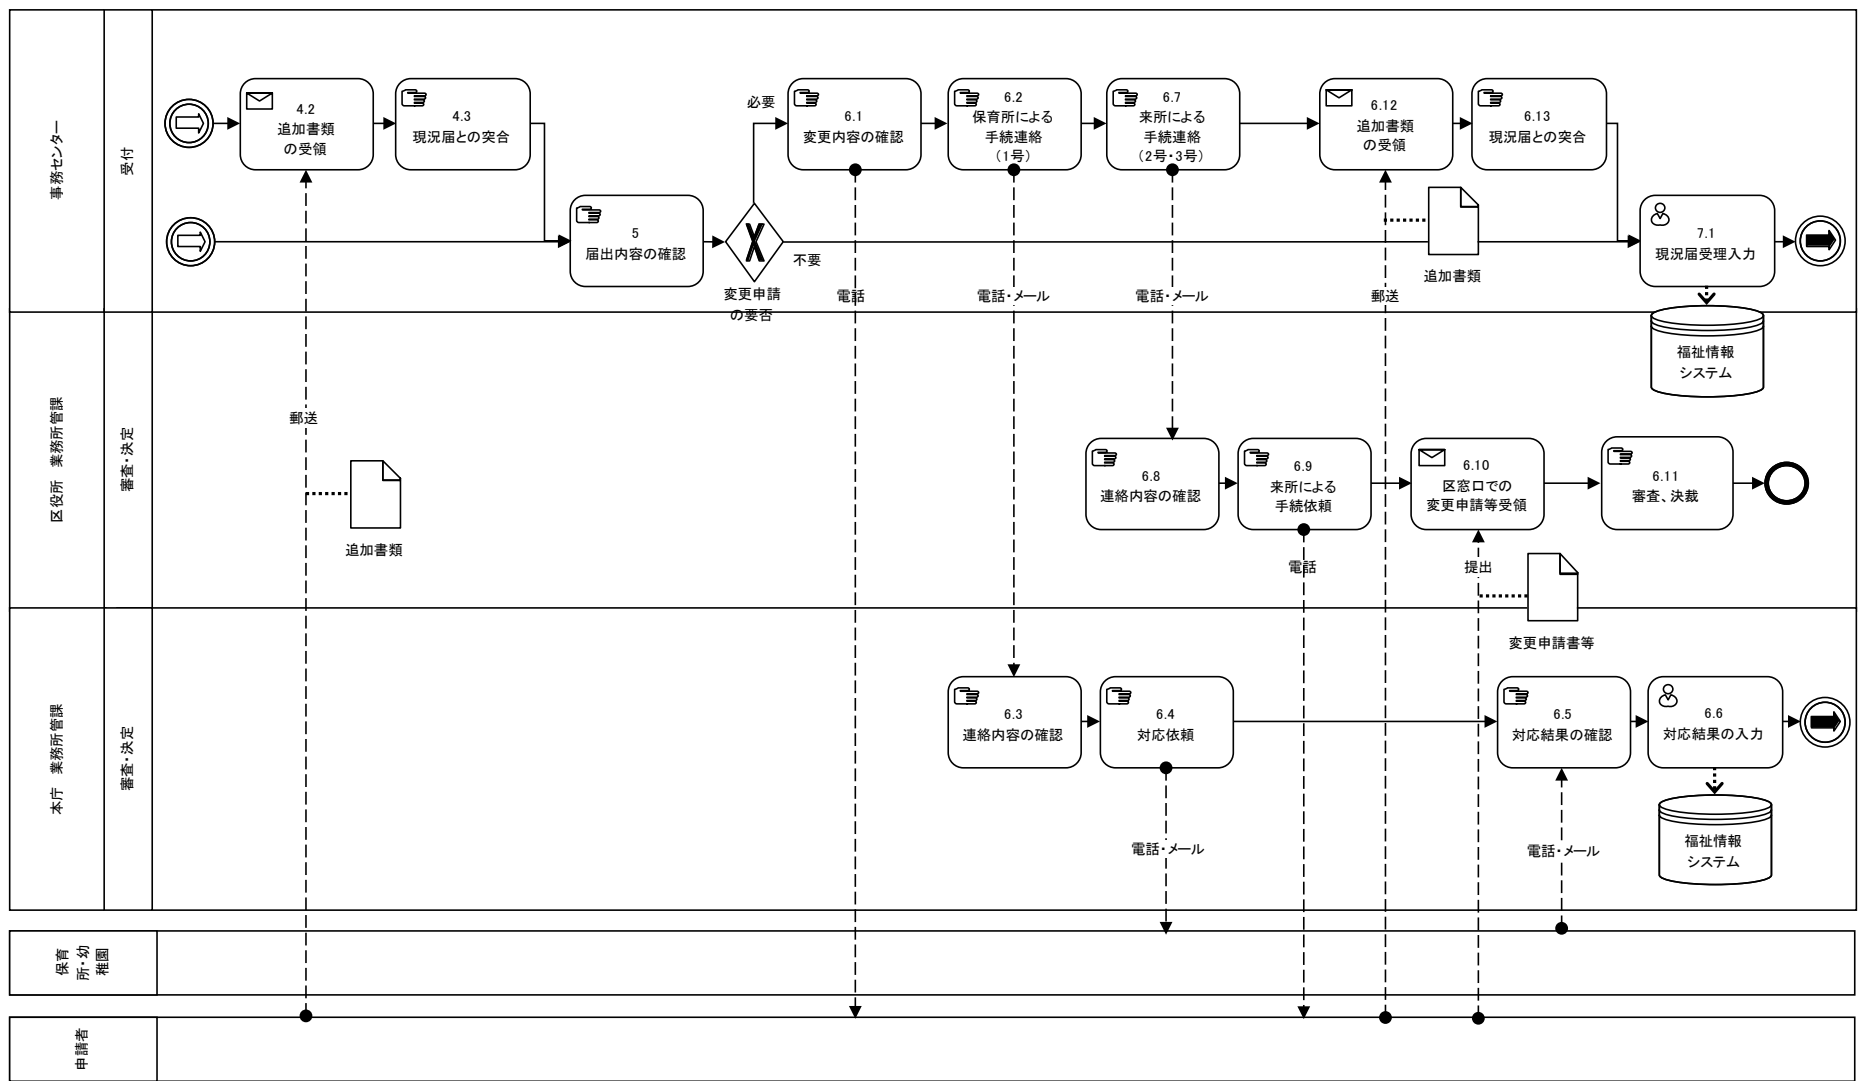 事務センター
受付
4.2
追加書類
の受領
4.3
現況届との突合
5
届出内容の確認
必要
不要
変更申請
の要否
6.1
変更内容の確認
6.2
保育所による
手続連絡
（1号）
6.7
来所による
手続連絡
（2号・3号）
6.12
追加書類
の受領
6.13
現況届との突合
追加書類
7.1
現況届受理入力
電話
電話・メール
電話・メール
郵送
福祉情報
システム
区役所　業務所管課
審査・決定
郵送
追加書類
6.8
連絡内容の確認
6.9
来所による
手続依頼
6.10
区窓口での
変更申請等受領
6.11
審査、決裁
電話
提出
変更申請書等
本庁　業務所管課
審査・決定
6.3
連絡内容の確認
6.4
対応依頼
6.5
対応結果の確認
6.6
対応結果の入力
電話・メール
電話・メール
福祉情報
システム
保育
所・幼
稚園
申請者